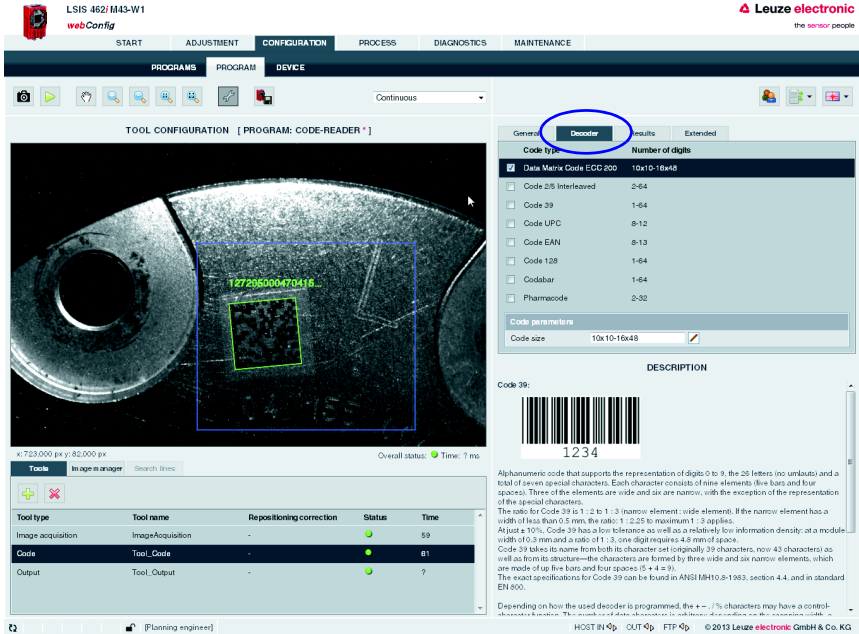 LSIS 462i M43-W1
webConfig
Leuze electronic
the sensor people
START ADJUSTMENT CONFIGURATION PROCESS DIAGNOSTICS MAINTENANCE
PROGRAMS PROGRAM DEVICE
Continuous
TOOL CONFIGURATION [ PROGRAM: CODE-READER * ]
General Decoder esults Extended
Code type Number of digits
Data Matrix Code ECC 200 10x10-16x48
Code 2/5 Interleaved 2-64
Code 39 1-64
Code UPC 8-12
Code EAN 8-13
Code 128 1-64
Codabar 1-64
Pharmacode 2-32
Code parameters
Code size 10x10-16x48
127205000470415...
x: 723,000 px y: 82,000 px
Overall status: Time: ? ms
Tools Image manager Search lines
Tool type Tool name Repositioning correction Status Time
Image acquisition ImageAcquisition - 59
Code Tool_Code - 61
Output Tool_Output - ?
DESCRIPTION
Code 39:
1234
Alphanumeric code that supports the representation of digits 0 to 9, the 26 letters (no umlauts) and a
total of seven special characters. Each character consists of nine elements (five bars and four
spaces). Three of the elements are wide and six are narrow, with the exception of the representation
of the special characters.
The ratio for Code 39 is 1 : 2 to 1 : 3 (narrow element : wide element). If the narrow element has a
width of less than 0.5 mm, the ratio: 1 : 2.25 to maximum 1 : 3 applies.
At just ± 10%, Code 39 has a low tolerance as well as a relatively low information density: at a module
width of 0.3 mm and a ratio of 1 : 3, one digit requires 4.8 mm of space.
Code 39 takes its name from both its character set (originally 39 characters, now 43 characters) as
well as from its structure—the characters are formed by three wide and six narrow elements, which
are made up of five bars and four spaces (5 + 4 = 9).
The exact specifications for Code 39 can be found in ANSI MH10.8-1983, section 4.4, and in standard
EN 800.
Depending on how the used decoder is programmed, the + – . / % characters may have a control-
character function. The number of data characters is arbitrary depending on the scanning width, a
[Planning engineer]
HOST IN OUT FTP © 2013 Leuze electronic GmbH & Co. KG